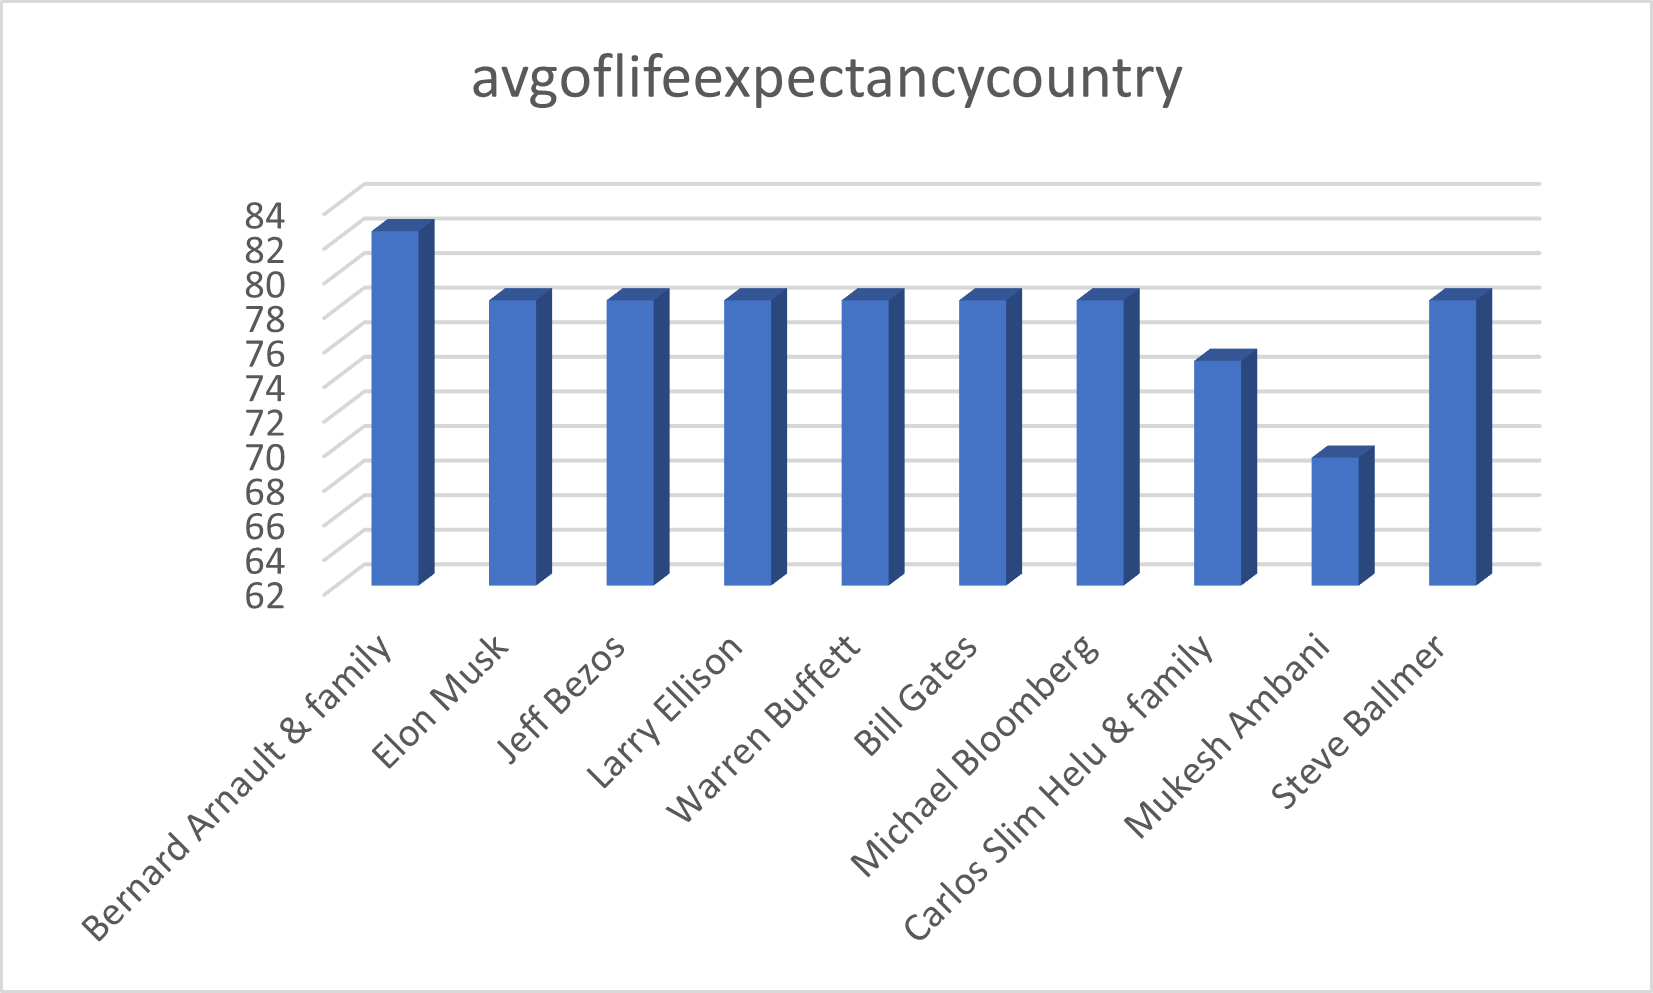 avgoflifeexpectancycountry
84
82
80
78
76
74
72
70
68
66
64
62
Bernard Arnault & family
Elon Musk
Jeff Bezos
Larry Ellison
Warren Buffett
Bill Gates
Michael Bloomberg
Carlos Slim Helu & family
Mukesh Ambani
Steve Ballmer